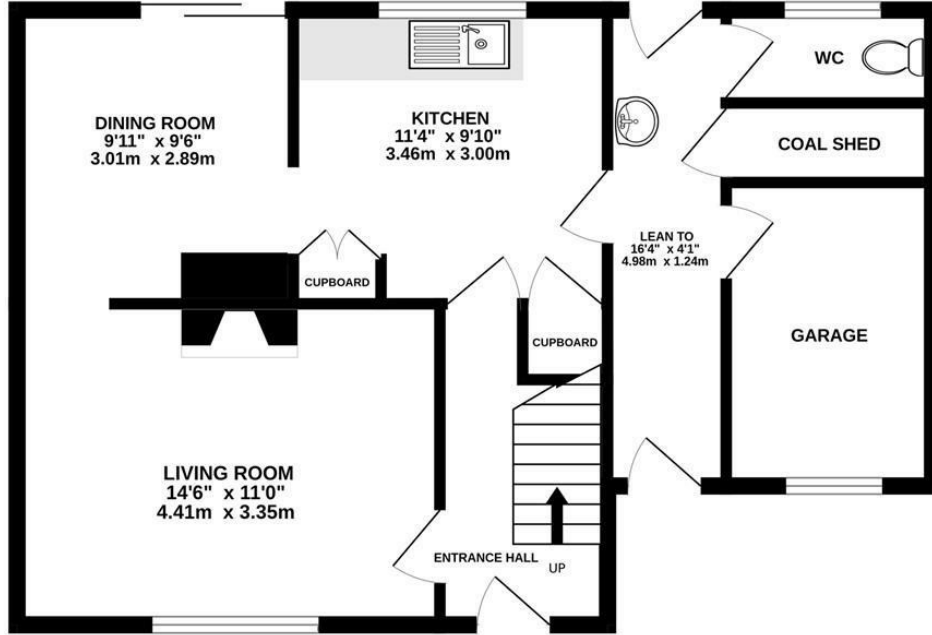 DINING ROOM
9'11" x 9'6"
3.01m x 2.89m
KITCHEN
11'4" x 9'10"
3.46m x 3.00m
WC
COAL SHED
LEAN TO
16'4" x 4'1"
4.98m x 1.24m
CUPBOARD
CUPBOARD
GARAGE
LIVING ROOM
14'6" x 11'0"
4.41m x 3.35m
ENTRANCE HALL
UP